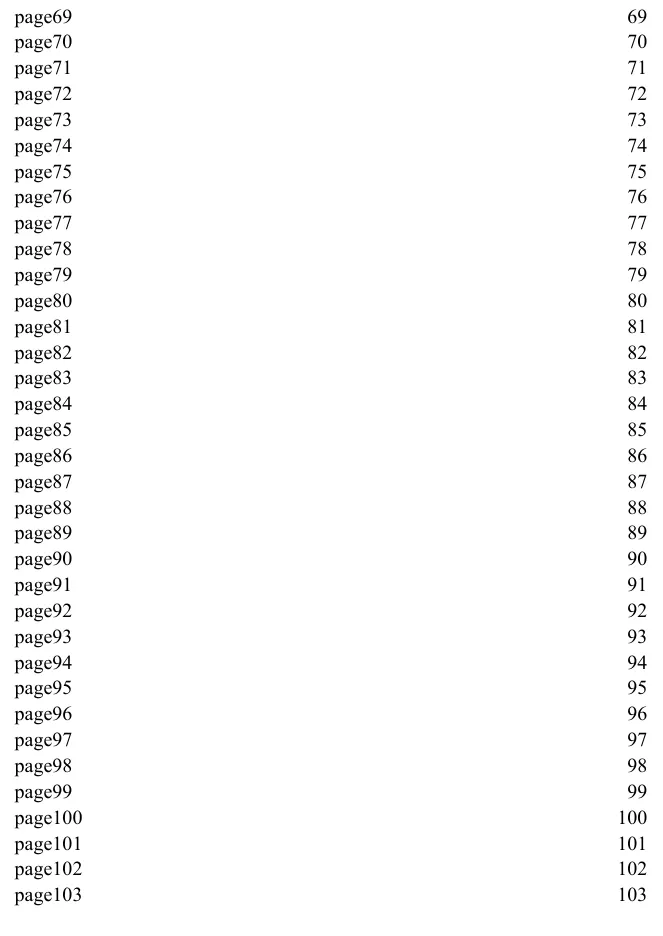 page69 69
page70 70
page71 71
page72 72
page73 73
page74 74
page75 75
page76 76
page77 77
page78 78
page79 79
page80 80
page81 81
page82 82
page83 83
page84 84
page85 85
page86 86
page87 87
page88 88
page89 89
page90 90
page91 91
page92 92
page93 93
page94 94
page95 95
page96 96
page97 97
page98 98
page99 99
page100 100
page101 101
page102 102
page103 103